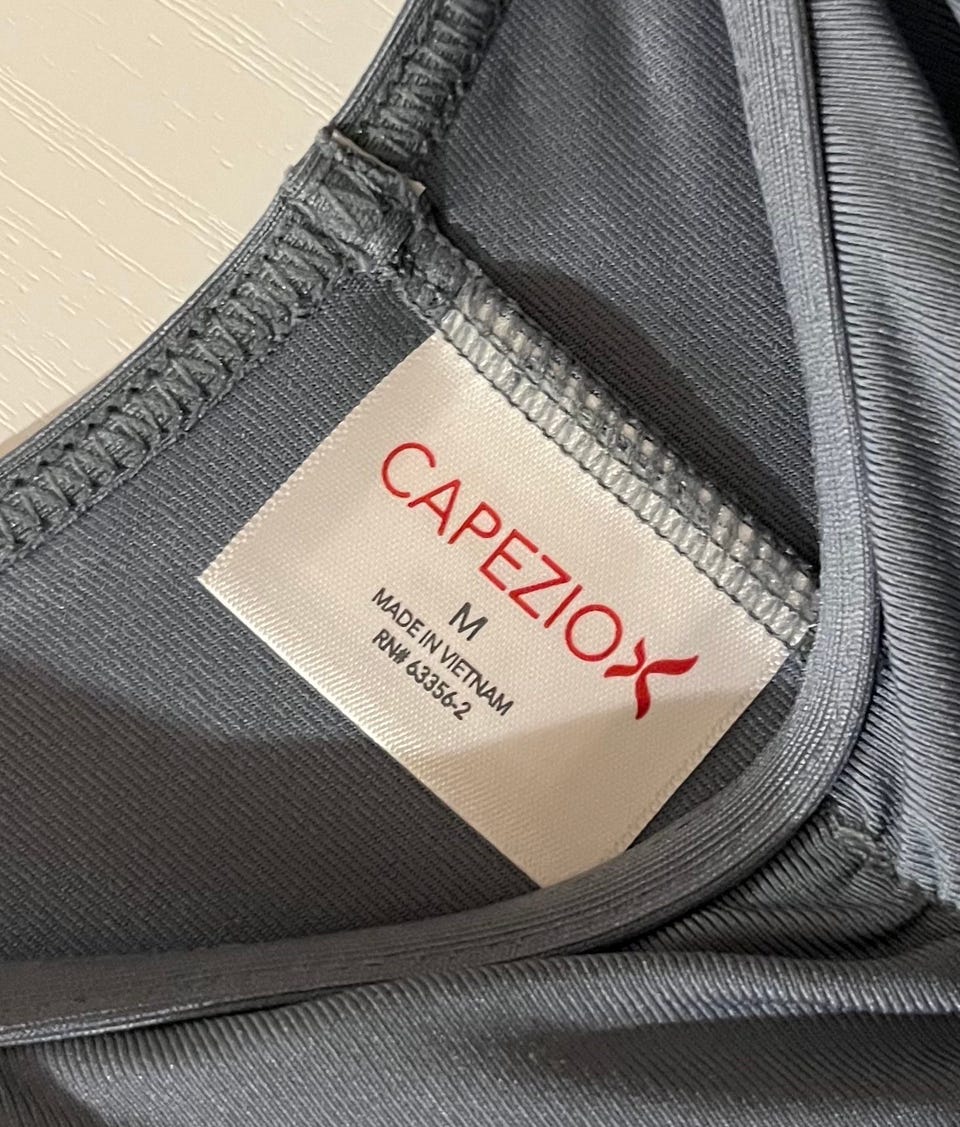 CAPEZIO
M
MADE IN VIETNAM
RN# 63356-2